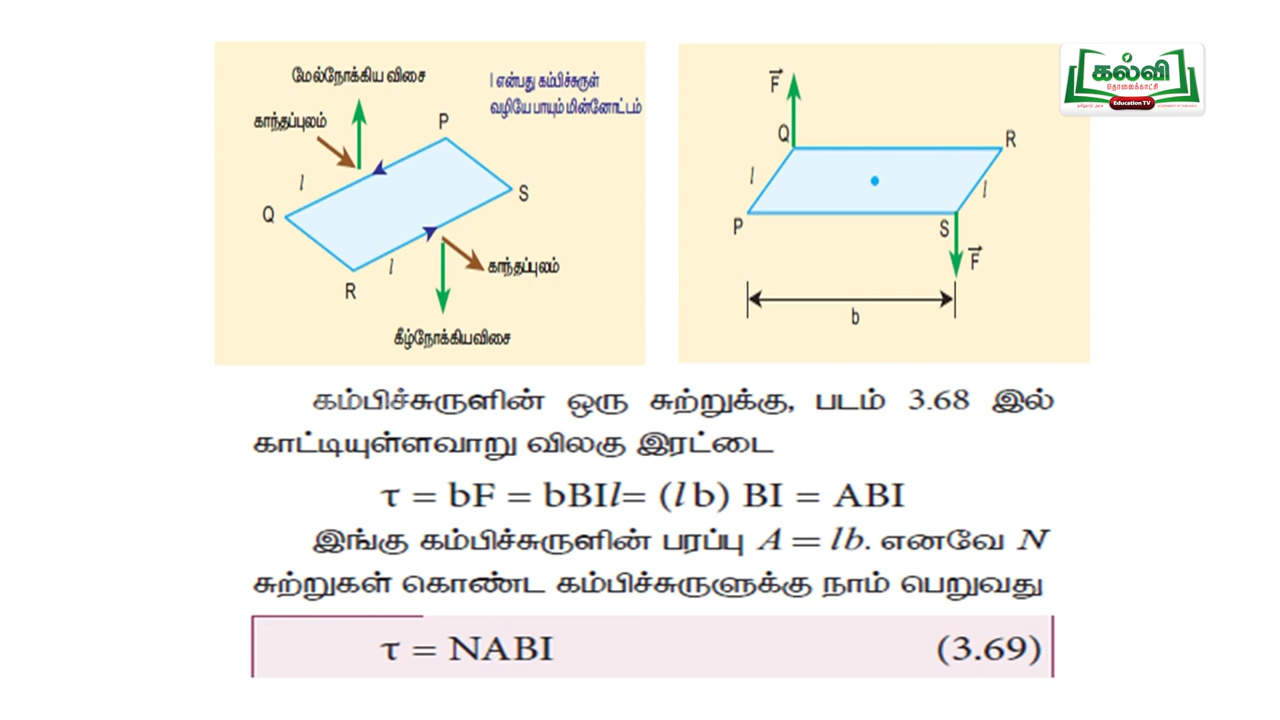 மேல்நோக்கிய விசை
I என்பது கம்பிச்சுருள்
வழியே பாயும் மின்னோட்டம்
காந்தப்புலம்
P
l
Q
S
l
காந்தப்புலம்
R
கீழ்நோக்கியவிசை
F
Q
R
l
l
P
S
F
b
கல்வி
தொலைக்காட்சி
Education TV
கம்பிச்சுருளின் ஒரு சுற்றுக்கு, படம் 3.68 இல்
காட்டியுள்ளவாறு விலகு இரட்டை
τ = bF = bBIl= (l b) BI = ABI
இங்கு கம்பிச்சுருளின் பரப்பு A = lb. எனவே N
சுற்றுகள் கொண்ட கம்பிச்சுருளுக்கு நாம் பெறுவது
τ = NABI (3.69)